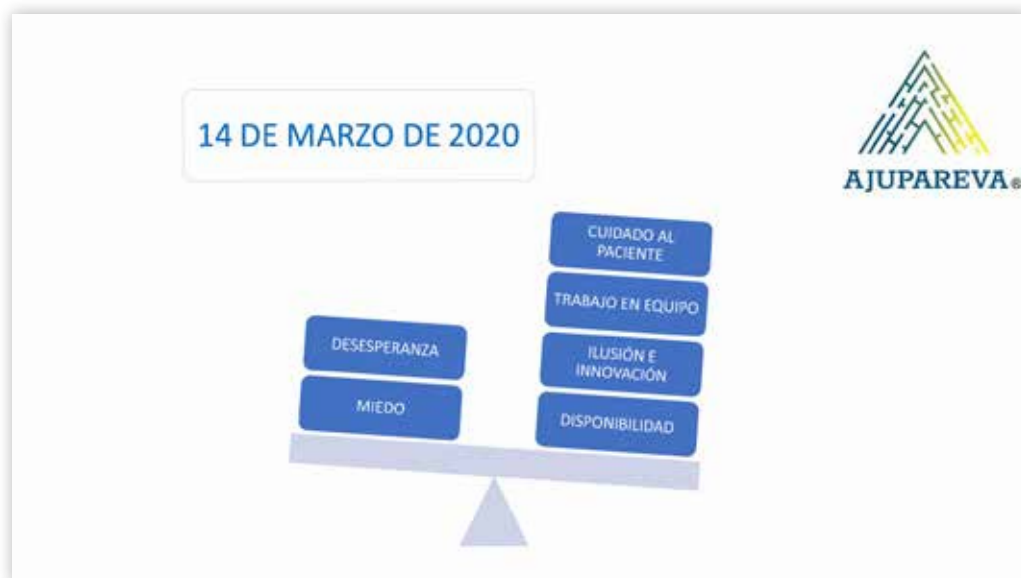 14 DE MARZO DE 2020
AJUPAREVA®
CUIDADO AL
PACIENTE
TRABAJO EN EQUIPO
ILUSIÓN E
INNOVACIÓN
DISPONIBILIDAD
DESESPERANZA
MIEDO